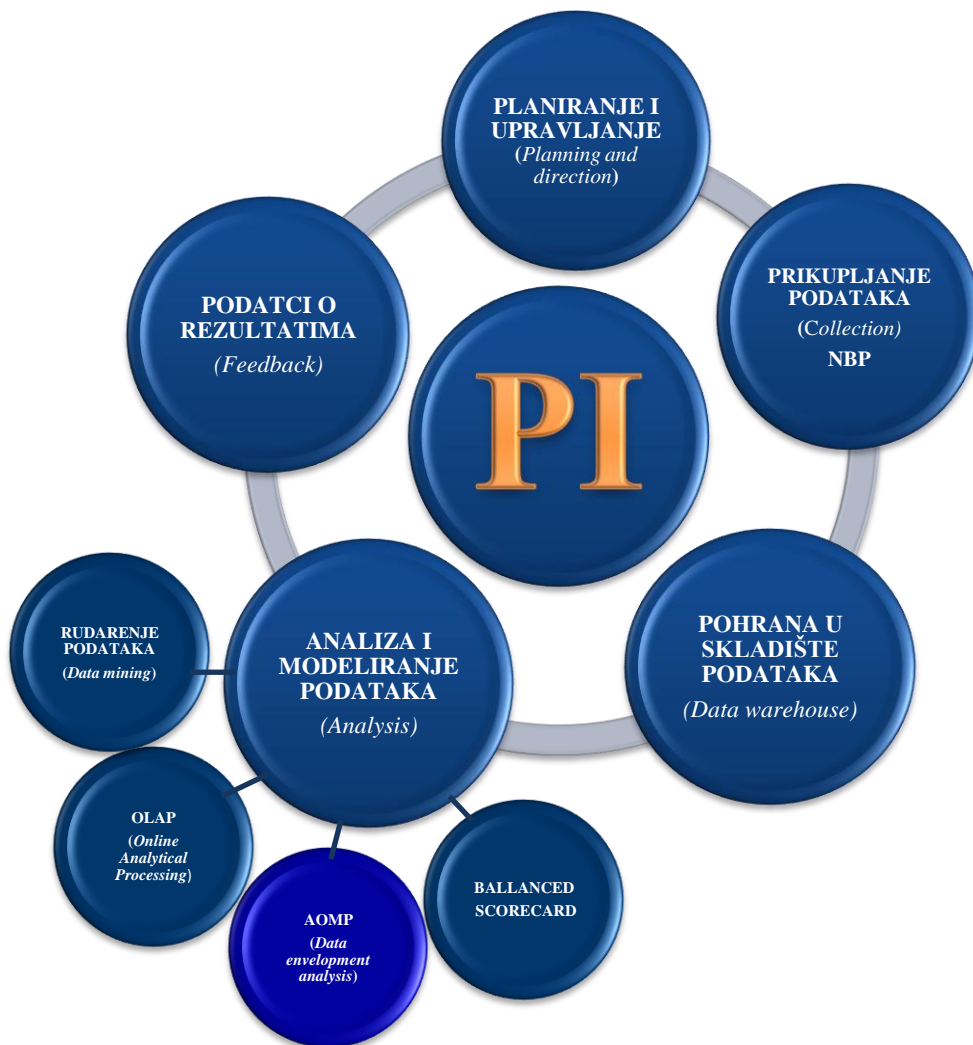 PLANIRANJE I
UPRAVLJANJE
(Planning and
direction)
PRIKUPLJANJE
PODATAKA
(Collection)
NBP
PODATCI O
REZULTATIMA
(Feedback)
PI
POHRANA U
SKLADIŠTE
PODATAKA
(Data warehouse)
ANALIZA I
MODELIRANJE
PODATAKA
(Analysis)
RUDARENJE
PODATAKA
(Data mining)
OLAP
(Online
Analytical
Processing)
AOMP
(Data
envelopment
analysis)
BALLANCED
SCORECARD